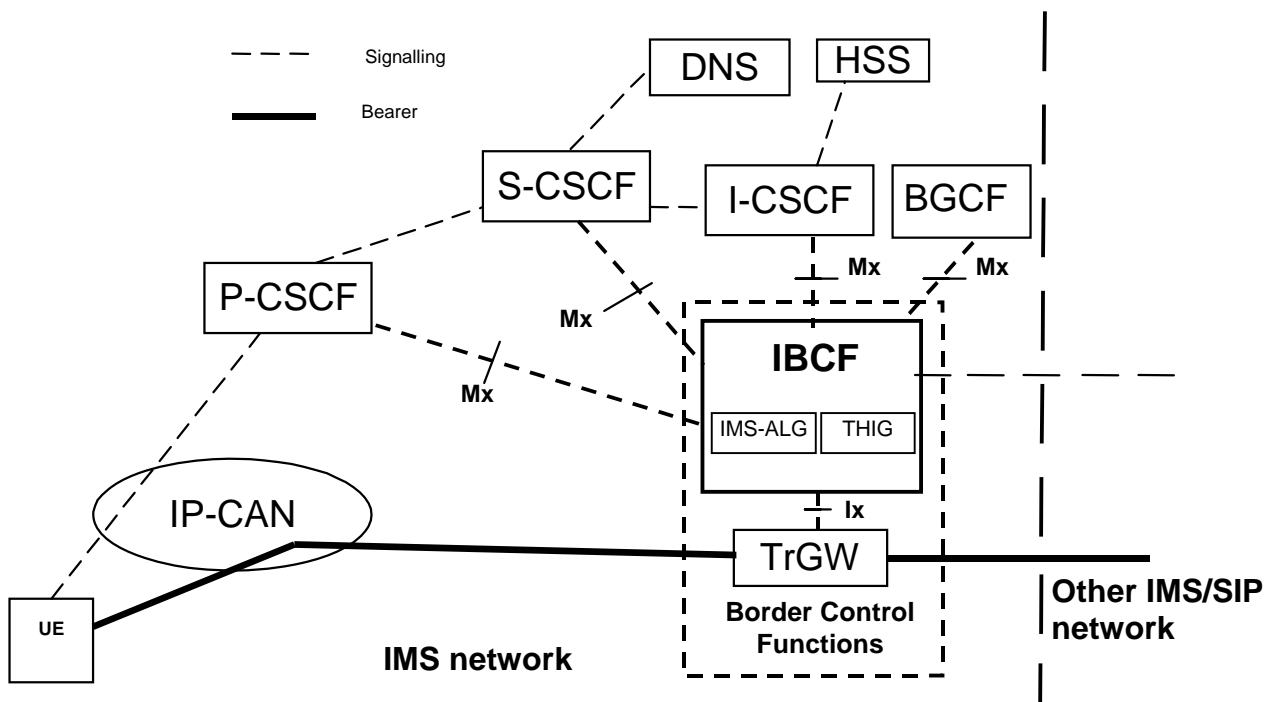 Signalling
Bearer
DNS
HSS
S-CSCF
I-CSCF
BGCF
P-CSCF
Mx
Mx
Mx
Mx
IBCF
IMS-ALG
THIG
Ix
IP-CAN
TrGW
UE
Border Control
Functions
IMS network
Other IMS/SIP
network